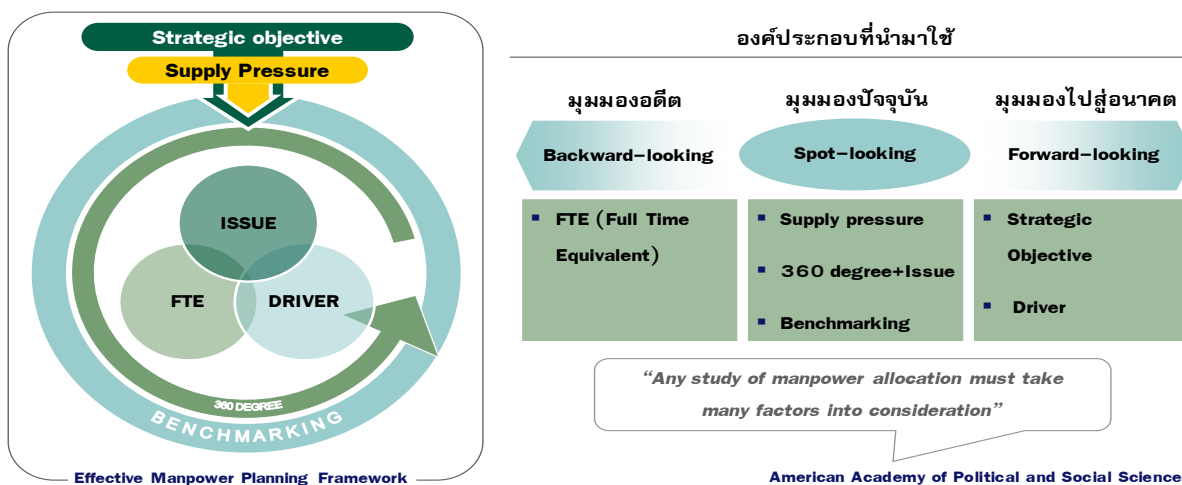 Strategic objective
Supply Pressure
ISSUE
FTE
DRIVER
360 DEGREE
BENCHMARKING
Effective Manpower Planning Framework
องค์ประกอบที่นำมาใช้
มุมมองอดีต
มุมมองปัจจุบัน
มุมมองไปสู่อนาคต
Backward-looking
Spot-looking
Forward-looking
▪ FTE (Full Time
Equivalent)
▪ Supply pressure
▪ 360 degree+Issue
▪ Benchmarking
▪ Strategic
Objective
▪ Driver
“Any study of manpower allocation must take
many factors into consideration”
American Academy of Political and Social Science